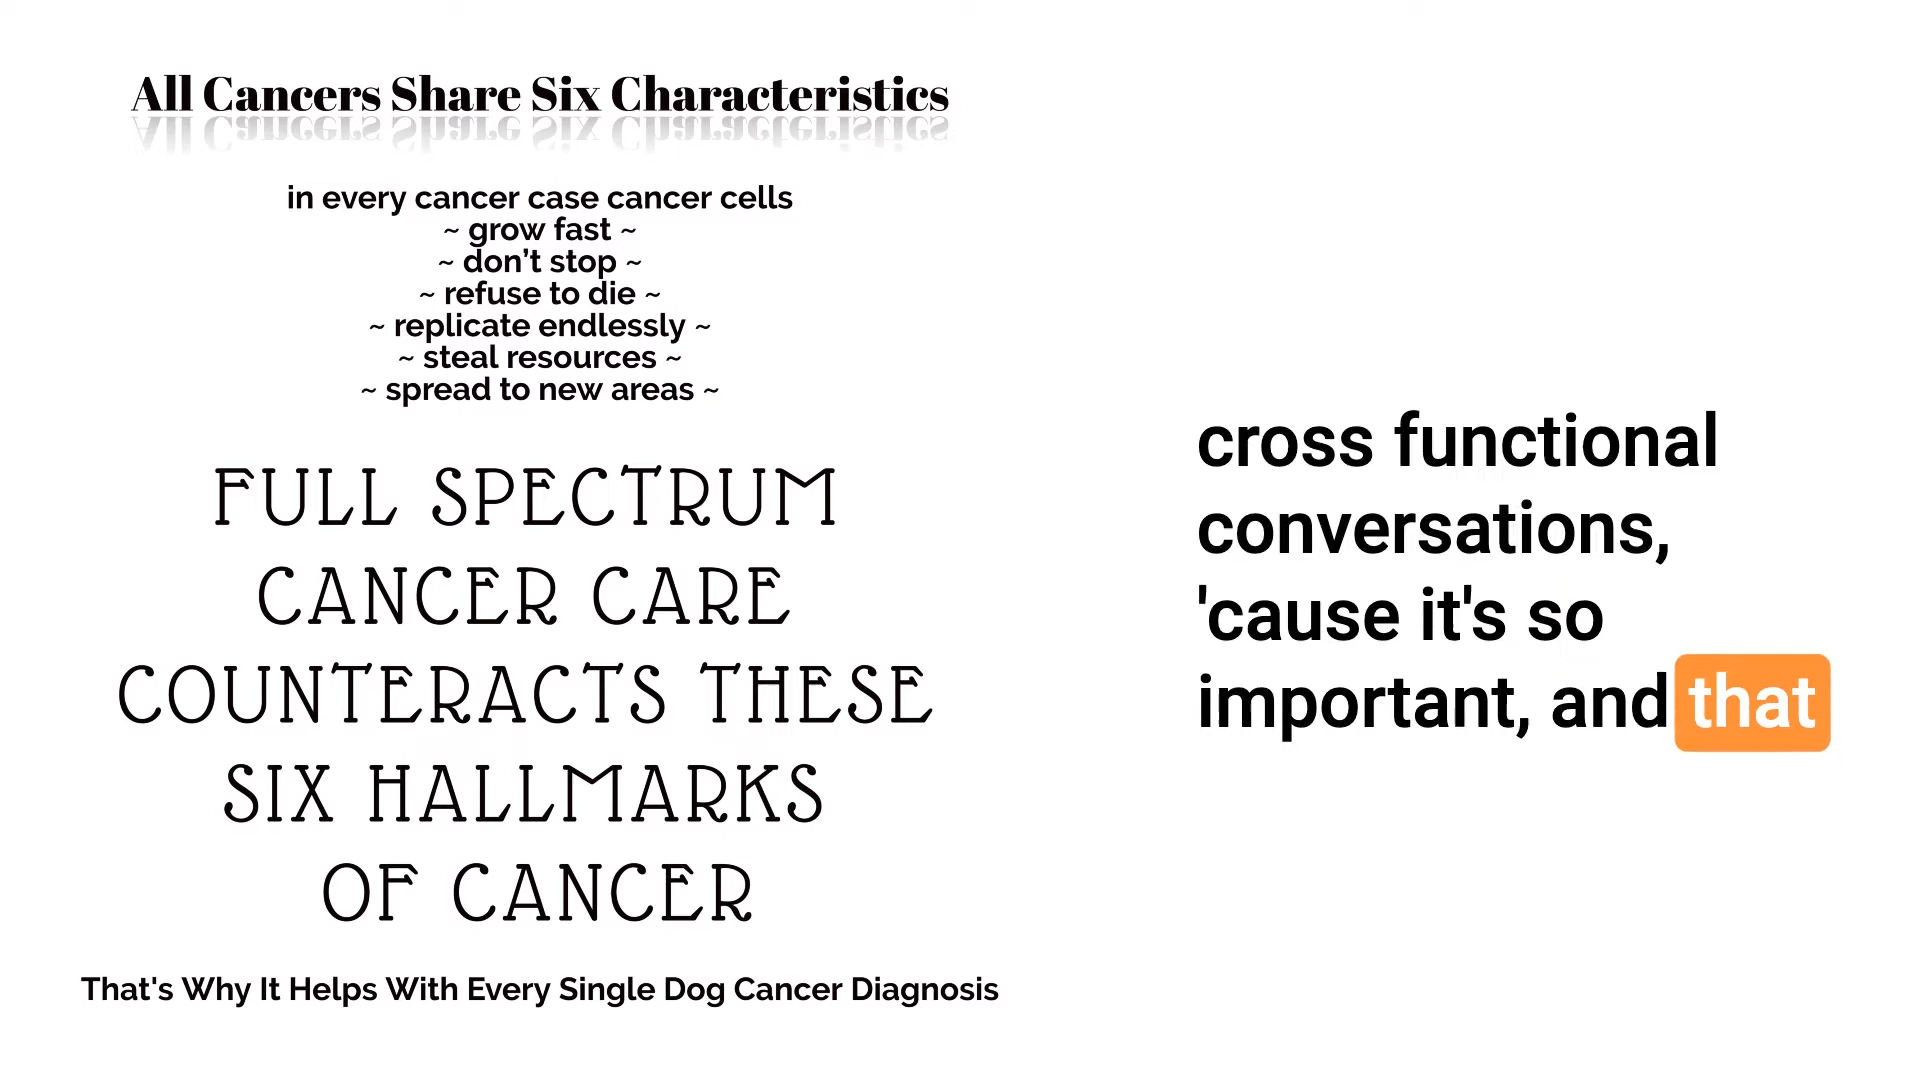 All Cancers Share Six Characteristics
in every cancer case cancer cells
~ grow fast ~
~ don’t stop ~
~ refuse to die ~
~ replicate endlessly ~
~ steal resources ~
~ spread to new areas ~
FULL SPECTRUM
CANCER CARE
COUNTERACTS THESE
SIX HALLMARKS
OF CANCER
That's Why It Helps With Every Single Dog Cancer Diagnosis
cross functional
conversations,
'cause it's so
important, and that